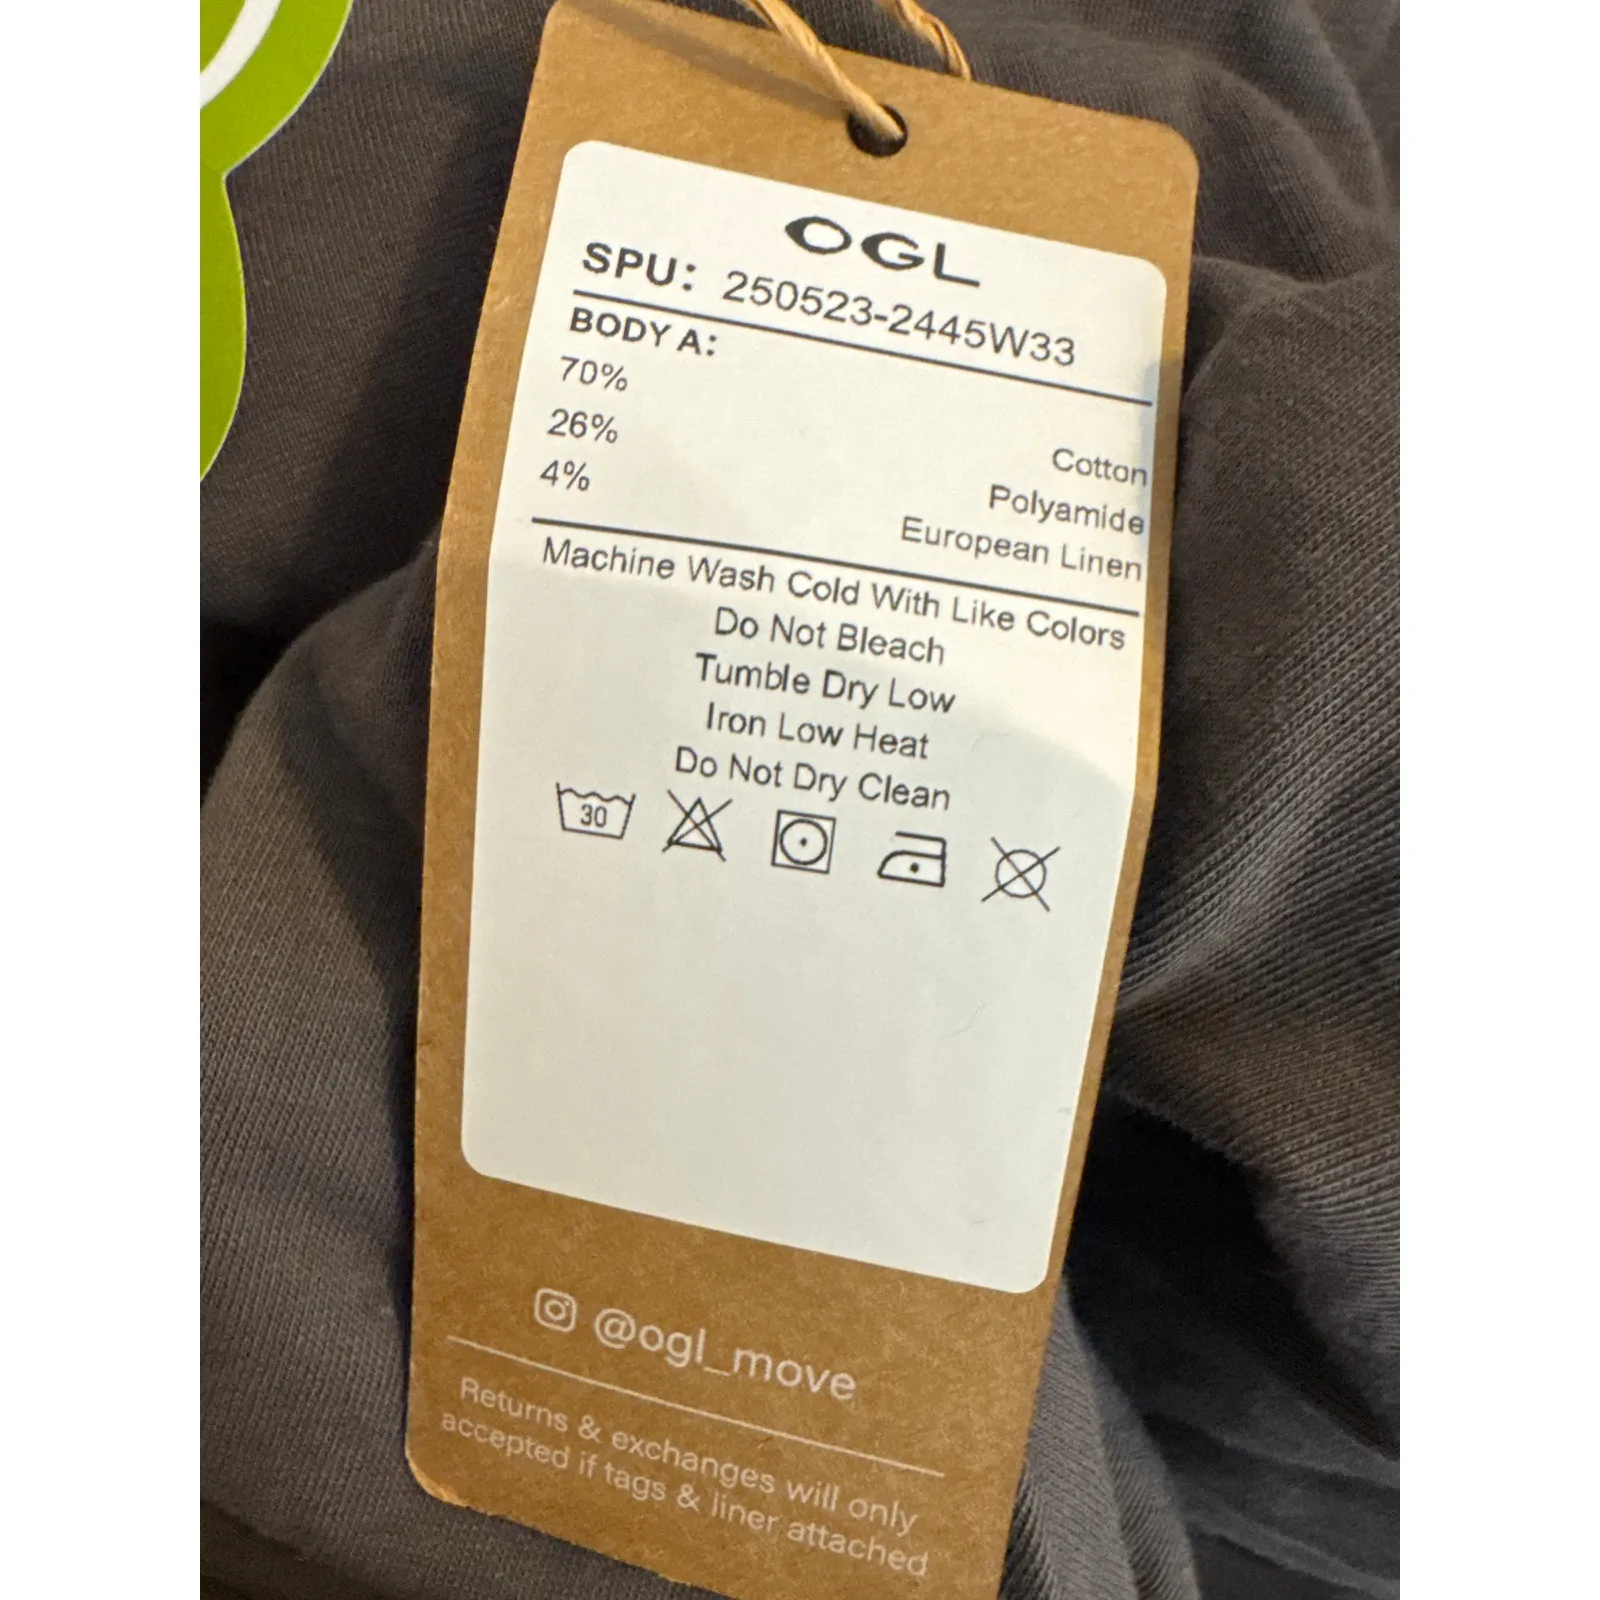 OGL
SPU: 250523-2445W33
BODY A:
70% Cotton
26% Polyamide
4% European Linen
Machine Wash Cold With Like Colors
Do Not Bleach
Tumble Dry Low
Iron Low Heat
Do Not Dry Clean
30
@ogl_move
Returns & exchanges will only
accepted if tags & liner attached